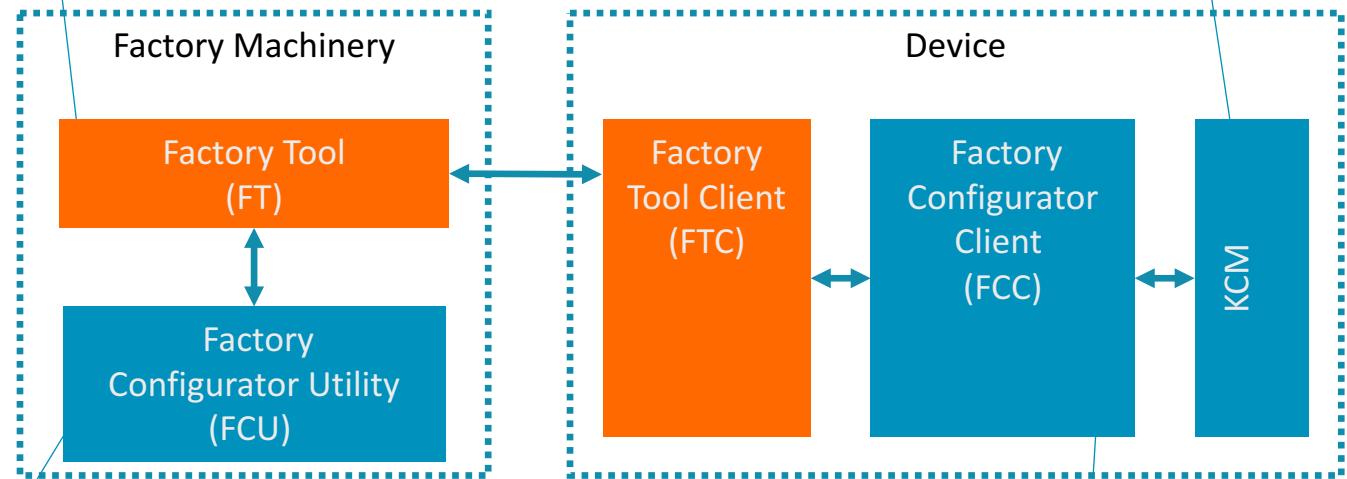 Factory Machinery
Factory Tool
(FT)
Factory
Configurator Utility
(FCU)
Device
Factory
Tool Client
(FTC)
Factory
Configurator
Client
(FCC)
KCM